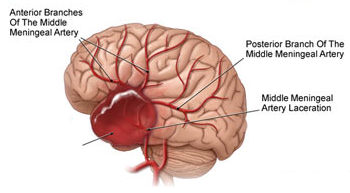 Anterior Branches
Of The Middle
Meningeal Artery
Posterior Branch Of The
Middle Meningeal Artery
Middle Meningeal
Artery Laceration